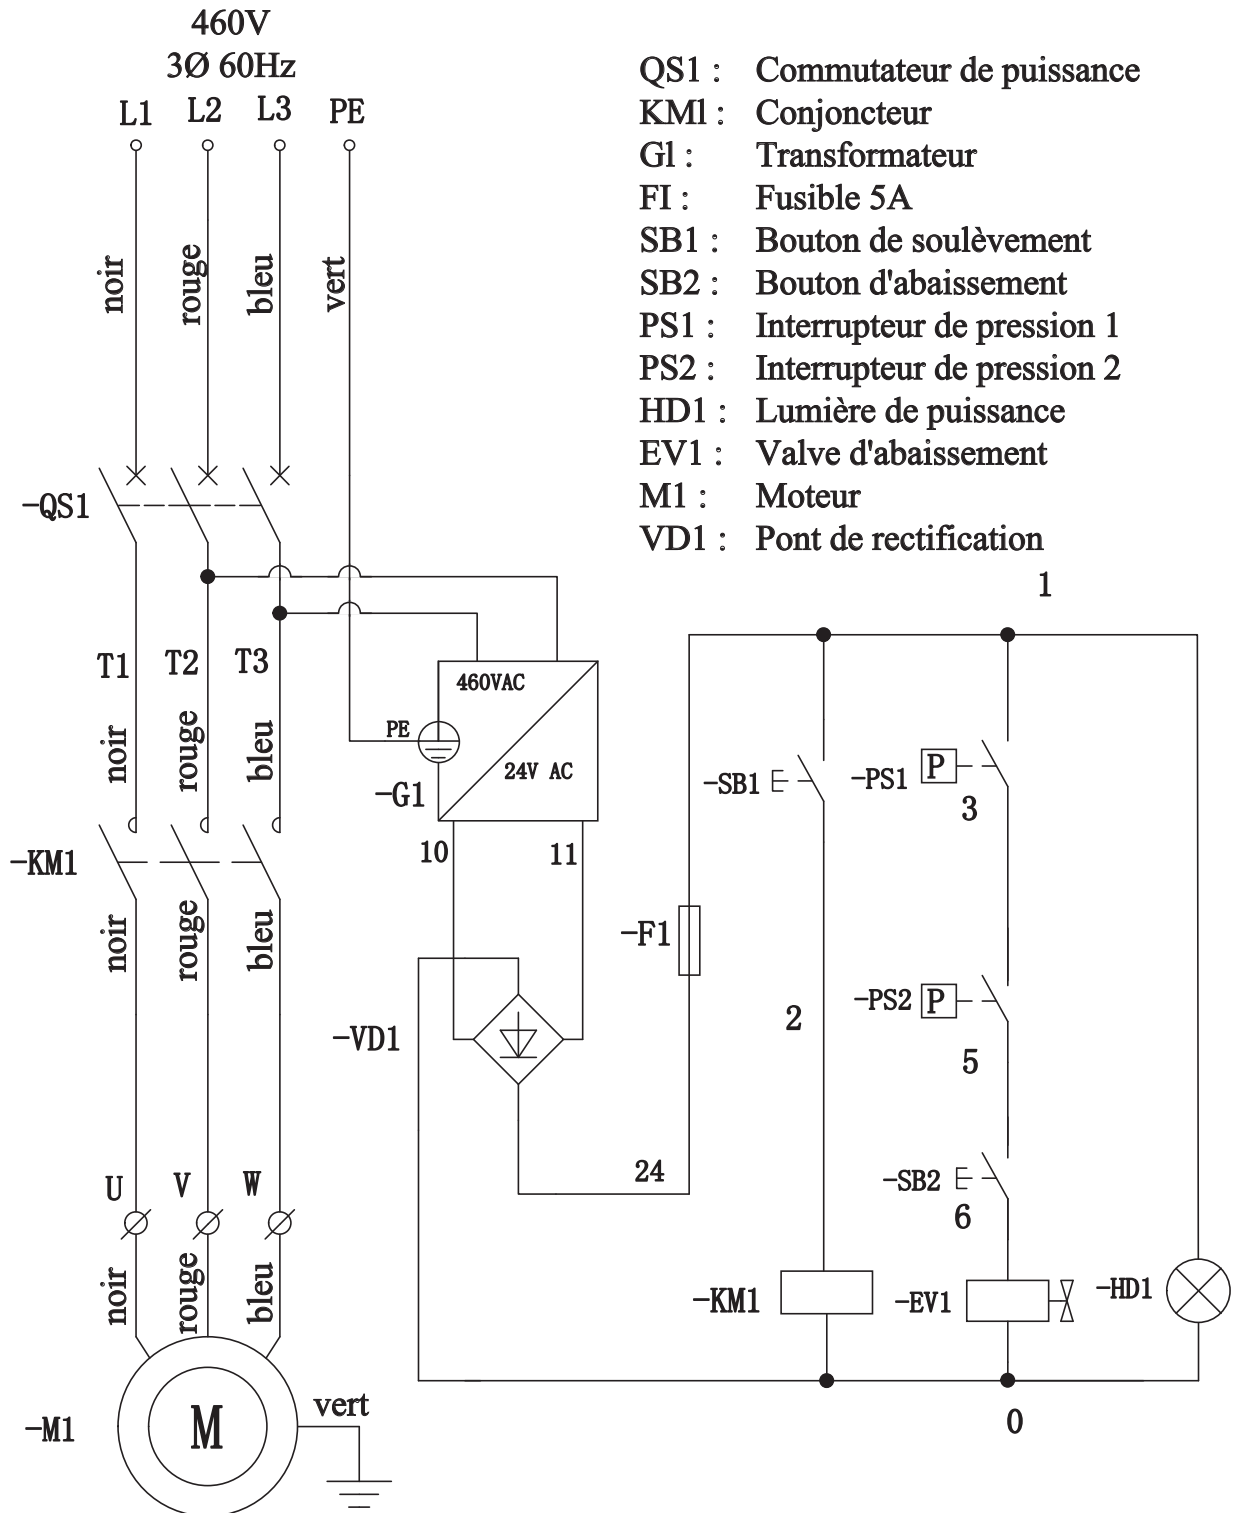 460V
3Ø 60Hz
L1 L2 L3 PE
noir rouge bleu vert
QS1 : Commutateur de puissance
KMl : Conjoncteur
Gl : Transformateur
FI : Fusible 5A
SB1 : Bouton de soulèvement
SB2 : Bouton d'abaissement
PS1 : Interrupteur de pression 1
PS2 : Interrupteur de pression 2
HD1 : Lumière de puissance
EV1 : Valve d'abaissement
M1 : Moteur
VD1 : Pont de rectification
-QS1
1
T1 T2 T3
460VAC
noir rouge bleu
PE
24V AC
-G1
-SB1
-PS1 P
3
10 11
-KM1
noir rouge bleu
-F1
-VD1
2
-PS2 P
5
24
-SB2
6
U V W
noir rouge bleu
-KM1
-EV1
-HD1
vert
-M1
M
0